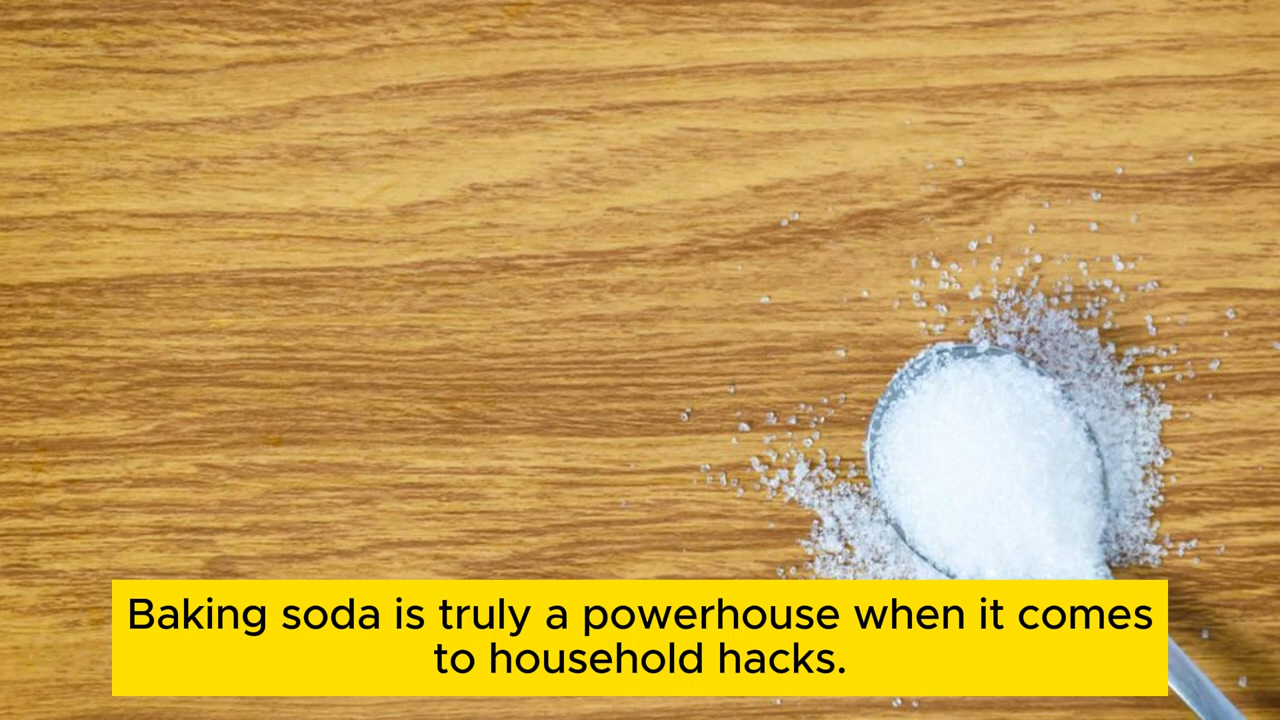 Baking soda is truly a powerhouse when it comes
to household hacks.